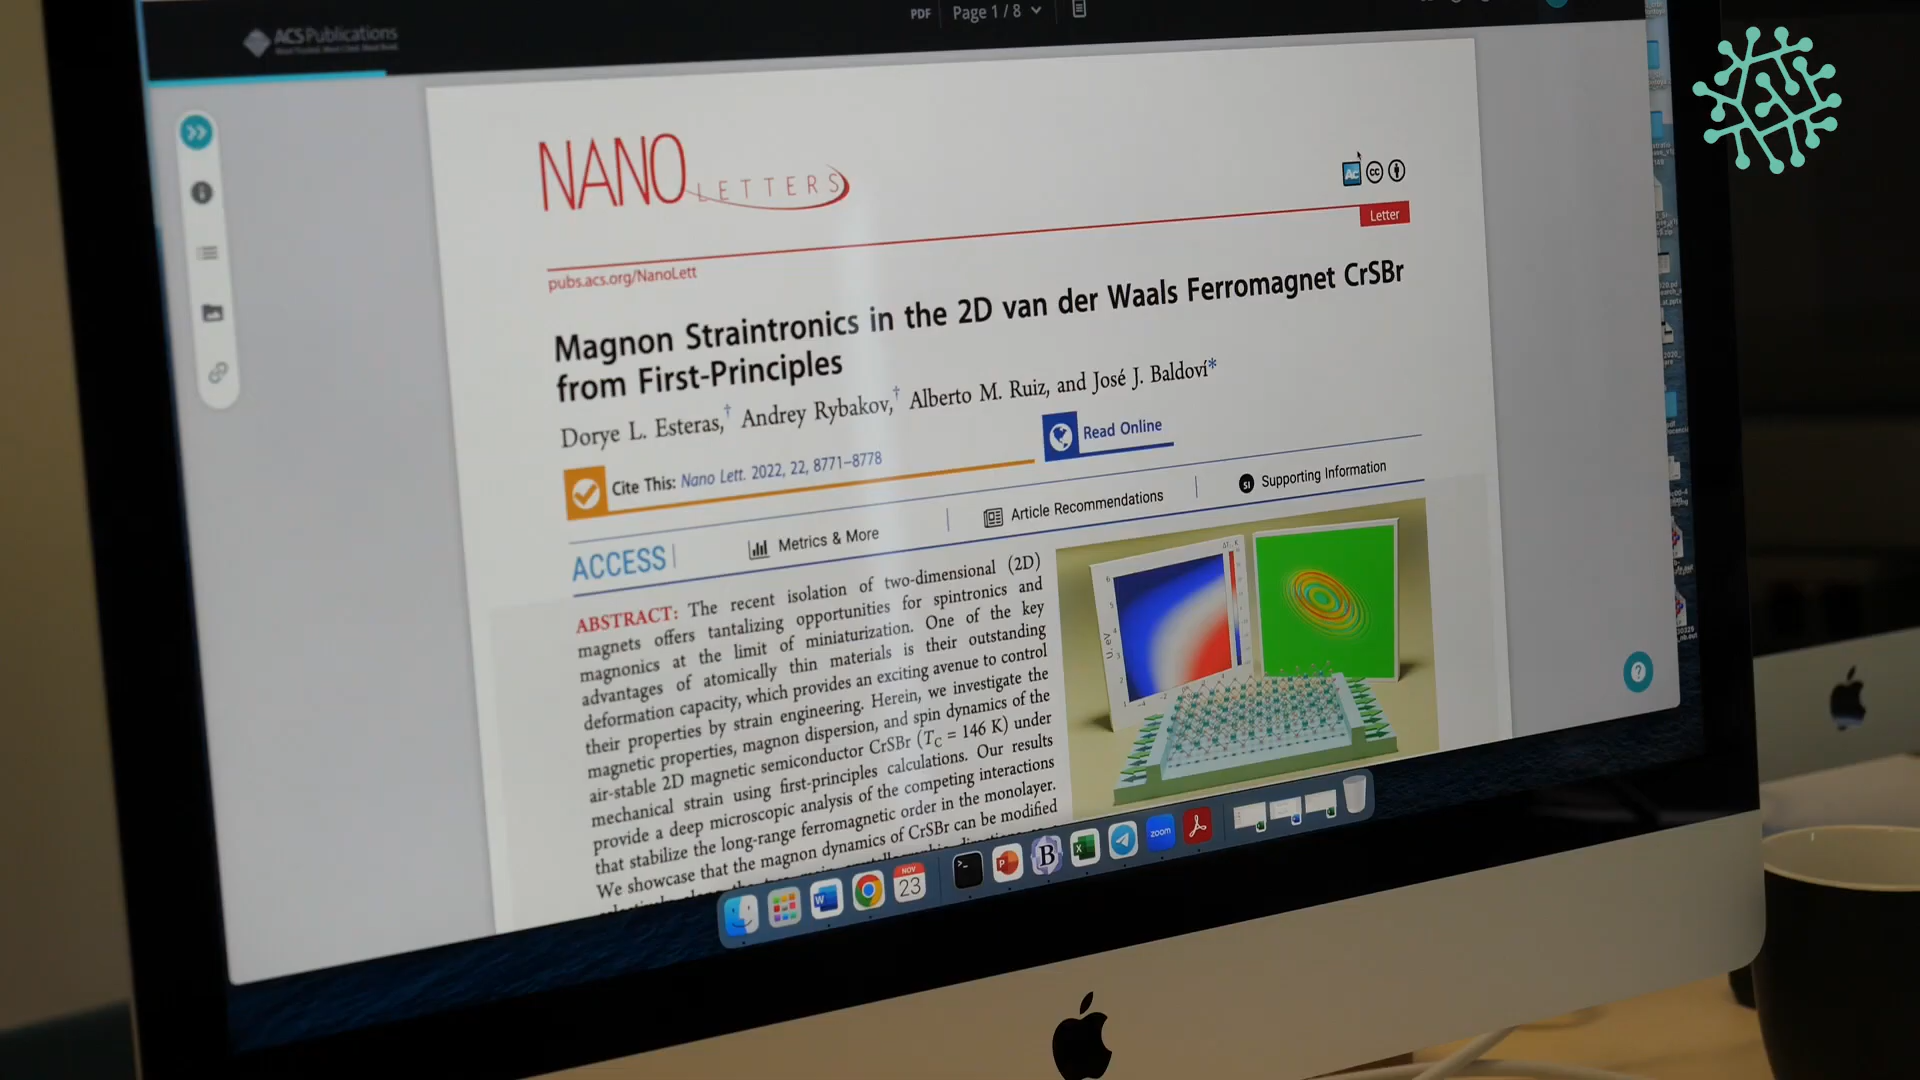 ACS Publications
PDF Page 1 / 8
NANO LETTERS
Ac cc
Letter
pubs.acs.org/NanoLett
Magnon Straintronics in the 2D van der Waals Ferromagnet CrSBr
from First-Principles
Dorye L. Esteras,† Andrey Rybakov,† Alberto M. Ruiz, and José J. Baldoví*
Cite This: Nano Lett. 2022, 22, 8771–8778
Read Online
ACCESS
Metrics & More
Article Recommendations
SI Supporting Information
ABSTRACT: The recent isolation of two-dimensional (2D)
magnets offers tantalizing opportunities for spintronics and
magnonics at the limit of miniaturization. One of the key
advantages of atomically thin materials is their outstanding
deformation capacity, which provides an exciting avenue to control
their properties by strain engineering. Herein, we investigate the
magnetic properties, magnon dispersion, and spin dynamics of the
air-stable 2D magnetic semiconductor CrSBr (TC = 146 K) under
mechanical strain using first-principles calculations. Our results
provide a deep microscopic analysis of the competing interactions
that stabilize the long-range ferromagnetic order in the monolayer.
We showcase that the magnon dynamics of CrSBr can be modified
U, eV
NOV
23
W
P
B
X
zoom
?